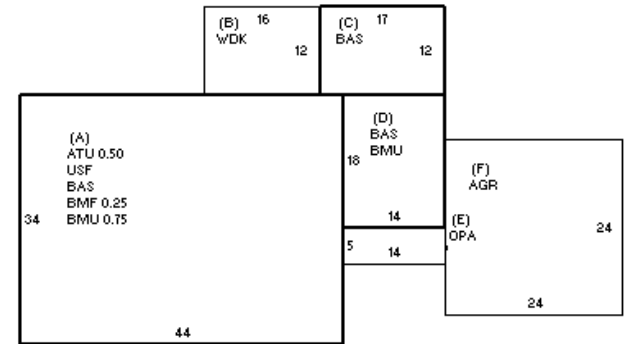 (B) 16
WDK
12
(C) 17
BAS
12
(A)
ATU 0.50
USF
BAS
BMF 0.25
BMU 0.75
34
44
(D)
BAS
BMU
18
14
(E)
OPA
5
14
(F)
AGR
24
24